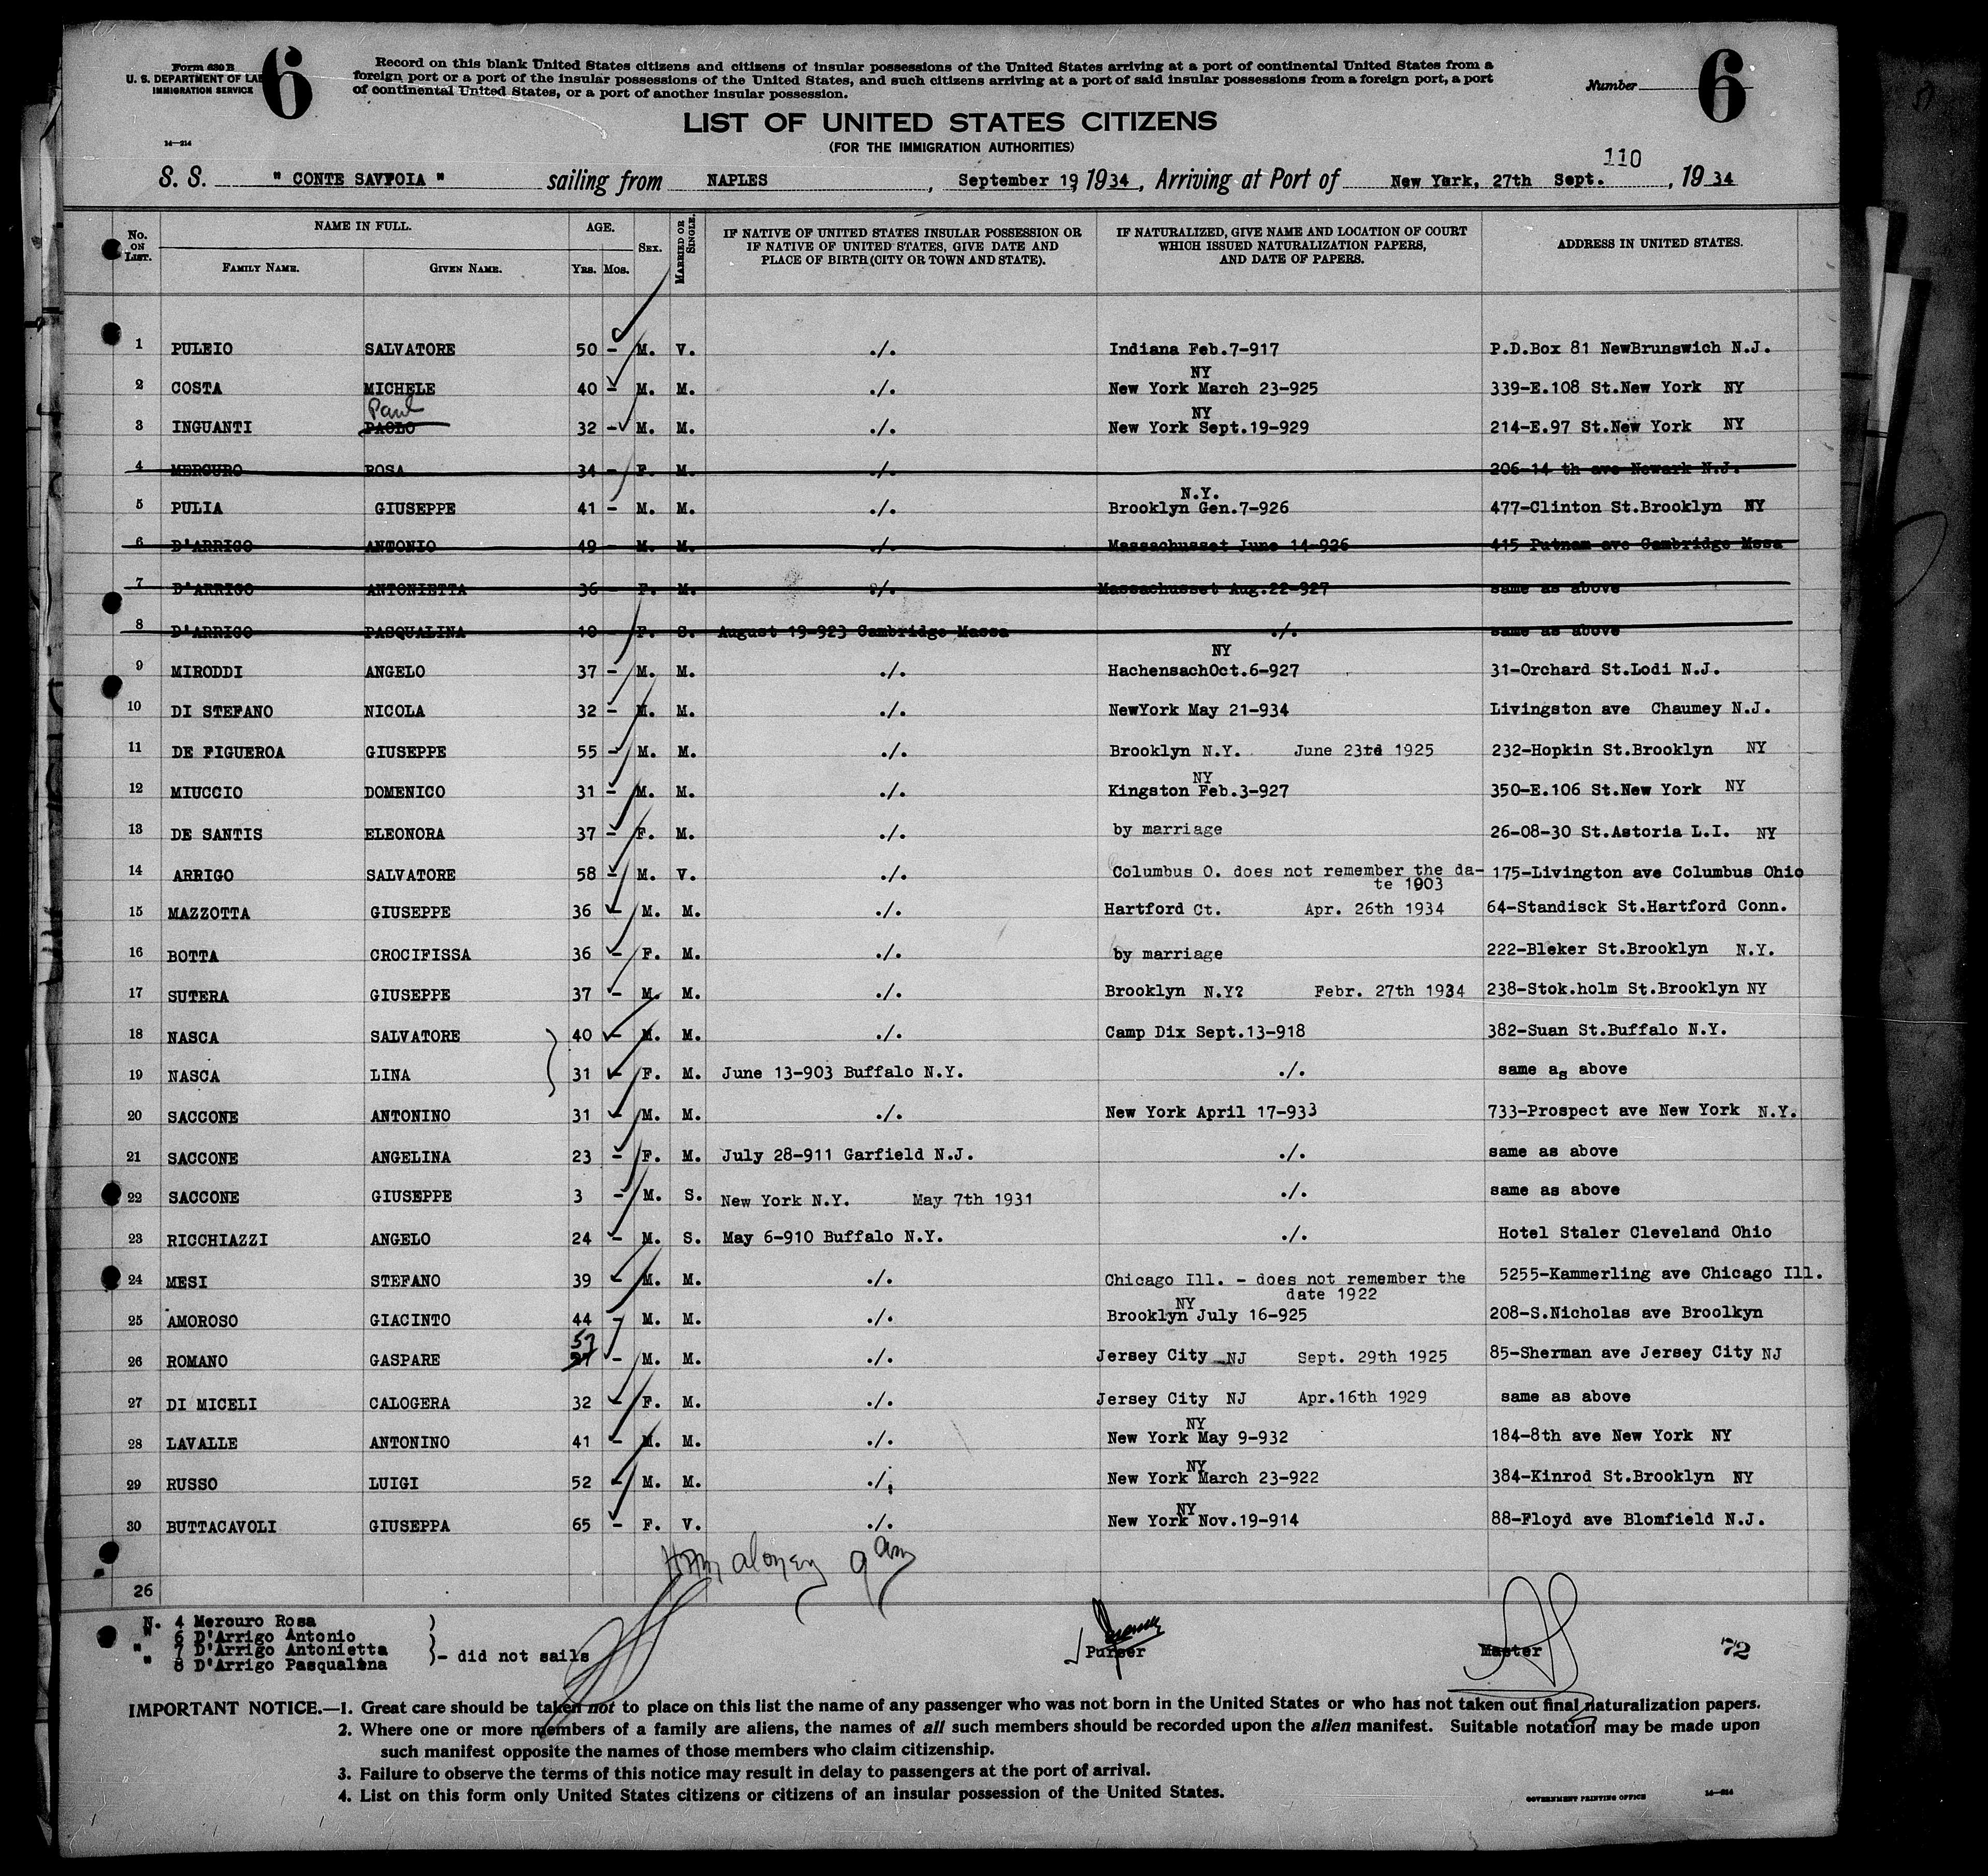 Form 630 B
U. S. DEPARTMENT OF LAB
IMMIGRATION SERVICE
6
Record on this blank United States citizens and citizens of insular possessions of the United States arriving at a port of continental United States from a
foreign port or a port of the insular possessions of the United States, and such citizens arriving at a port of said insular possessions from a foreign port, a port
of continental United States, or a port of another insular possession.
Number 6
LIST OF UNITED STATES CITIZENS
(FOR THE IMMIGRATION AUTHORITIES)
14—214
110
S. S. " CONTE SAVFOIA " sailing from NAPLES, September 19, 1934, Arriving at Port of New Yark, 27th Sept., 1934
No. ON LIST. NAME IN FULL. FAMILY NAME. GIVEN NAME. AGE. YRS. MOS. SEX. MARRIED OR SINGLE. IF NATIVE OF UNITED STATES INSULAR POSSESSION OR IF NATIVE OF UNITED STATES, GIVE DATE AND PLACE OF BIRTH (CITY OR TOWN AND STATE). IF NATURALIZED, GIVE NAME AND LOCATION OF COURT WHICH ISSUED NATURALIZATION PAPERS, AND DATE OF PAPERS. ADDRESS IN UNITED STATES.
1 PULEIO SALVATORE 50 - M. V. ./. Indiana Feb.7-917 P.D.Box 81 NewBrunswich N.J.
NY
2 COSTA MICHELE 40 - M. M. ./. New York March 23-925 339-E.108 St.New York NY
Paul NY
3 INGUANTI PAOLO 32 - M. M. ./. New York Sept.19-929 214-E.97 St.New York NY
4 MERCURO ROSA 34 - F. M. ./. 206-14 th ave Newark N.J.
N.Y.
5 PULIA GIUSEPPE 41 - M. M. ./. Brooklyn Gen.7-926 477-Clinton St.Brooklyn NY
6 D'ARRIGO ANTONIO 49 - M. M. ./. Massachusset June 14-926 415-Putnam ave Cambridge Mssa
7 D'ARRIGO ANTONIETTA 36 F. M. ./. Massachusset Aug.22-927 same as above
8 D'ARRIGO PASQUALINA 10 - F. S. August 19-923 Cambridge Massa ./. same as above
NY
9 MIRODDI ANGELO 37 - M. M. ./. HachensachOct.6-927 31-Orchard St.Lodi N.J.
10 DI STEFANO NICOLA 32 - M. M. ./. NewYork May 21-934 Livingston ave Chaumey N.J.
11 DE FIGUEROA GIUSEPPE 55 - M. M. ./. Brooklyn N.Y. June 23td 1925 232-Hopkin St.Brooklyn NY
NY
12 MIUCCIO DOMENICO 31 - M. M. ./. Kingston Feb.3-927 350-E.106 St.New York NY
13 DE SANTIS ELEONORA 37 - F. M. ./. by marriage 26-08-30 St.Astoria L.I. NY
14 ARRIGO SALVATORE 58 - M. V. ./. Columbus O. does not remember the da- 175-Livington ave Columbus Ohio
te 1903
15 MAZZOTTA GIUSEPPE 36 - M. M. ./. Hartford Ct. Apr. 26th 1934 64-Standisck St.Hartford Conn.
16 BOTTA CROCIFISSA 36 - F. M. ./. by marriage 222-Bleker St.Brooklyn N.Y.
17 SUTERA GIUSEPPE 37 - M. M. ./. Brooklyn N.Y? Febr. 27th 1934 238-Stok.holm St.Brooklyn NY
18 NASCA SALVATORE 40 - M. M. ./. Camp Dix Sept.13-918 382-Suan St.Buffalo N.Y.
19 NASCA LINA 31 - F. M. June 13-903 Buffalo N.Y. ./. same as above
20 SACCONE ANTONINO 31 - M. M. ./. New York April 17-933 733-Prospect ave New York N.Y.
21 SACCONE ANGELINA 23 - F. M. July 28-911 Garfield N.J. ./. same as above
22 SACCONE GIUSEPPE 3 - M. S. New York N.Y. May 7th 1931 ./. same as above
23 RICCHIAZZI ANGELO 24 - M. S. May 6-910 Buffalo N.Y. ./. Hotel Staler Cleveland Ohio
24 MESI STEFANO 39 - M. M. ./. Chicago Ill. - does not remember the 5255-Kammerling ave Chicago Ill.
date 1922
NY
25 AMOROSO GIACINTO 44 - M. M. ./. Brooklyn July 16-925 208-S.Nicholas ave Broolkyn
26 ROMANO GASPARE - M. M. ./. Jersey City NJ Sept. 29th 1925 85-Sherman ave Jersey City NJ
27 DI MICELI CALOGERA 32 - F. M. ./. Jersey City NJ Apr.16th 1929 same as above
NY
28 LAVALLE ANTONINO 41 - M. M. ./. New York May 9-932 184-8th ave New York NY
NY
29 RUSSO LUIGI 52 - M. M. ./. New York March 23-922 384-Kinrod St.Brooklyn NY
NY
30 BUTTACAVOLI GIUSEPPA 65 - F. V. ./. New York Nov.19-914 88-Floyd ave Blomfield N.J.
26
N. 4 Mercuro Rosa
" 6 D'Arrigo Antonio
" 7 D'Arrigo Antonietta
" 8 D'Arrigo Pasqualina
- did not sails
Purser
Master
72
IMPORTANT NOTICE.—1. Great care should be taken not to place on this list the name of any passenger who was not born in the United States or who has not taken out final naturalization papers.
2. Where one or more members of a family are aliens, the names of all such members should be recorded upon the alien manifest. Suitable notation may be made upon
such manifest opposite the names of those members who claim citizenship.
3. Failure to observe the terms of this notice may result in delay to passengers at the port of arrival.
4. List on this form only United States citizens or citizens of an insular possession of the United States.
GOVERNMENT PRINTING OFFICE 14—214